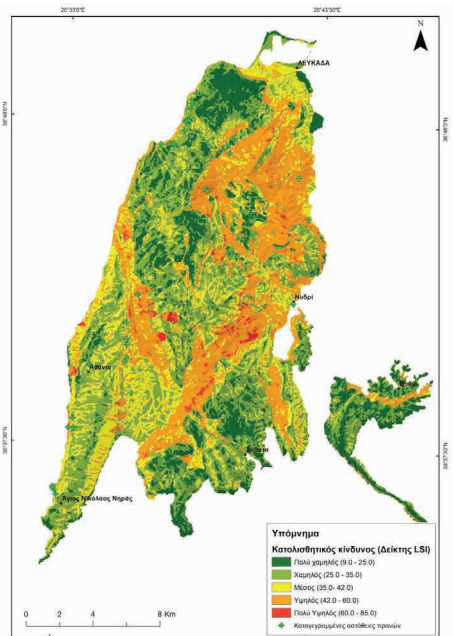 20°33'0"E
20°43'30"E
N
ΛΕΥΚΑΔΑ
38°48'0"N
38°48'0"N
Νυδρί
Αθάνιο
38°37'30"N
38°37'30"N
Άγιος Νικόλαος Νηράς
Υπόμνημα
Κατολισθητικός κίνδυνος (Δείκτης LSI)
Πολύ χαμηλός (9.0 - 25.0)
Χαμηλός (25.0 - 35.0)
Μέσος (35.0- 42.0)
Υψηλός (42.0 - 60.0)
Πολύ Υψηλός (60.0 - 85.0)
Καταγεγραμμένες αστάθειες πρανών
0 2 4 8 Km